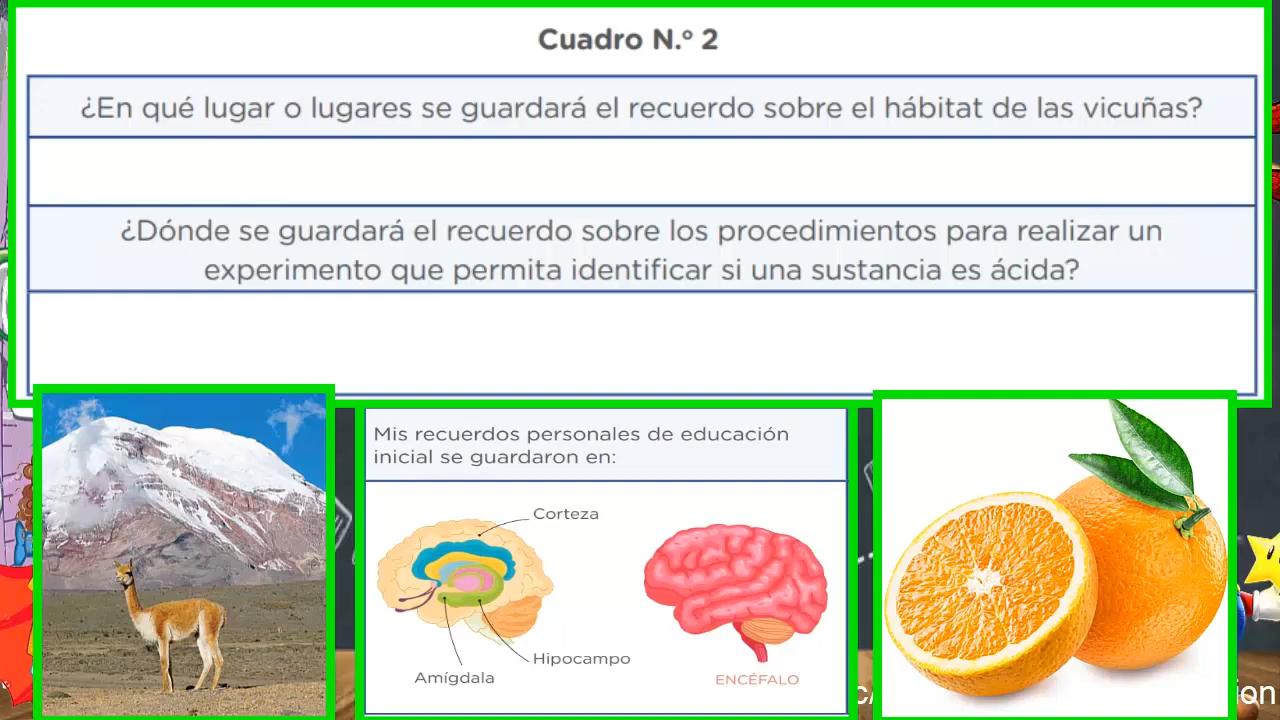 Cuadro N.° 2
¿En qué lugar o lugares se guardará el recuerdo sobre el hábitat de las vicuñas?
¿Dónde se guardará el recuerdo sobre los procedimientos para realizar un
experimento que permita identificar si una sustancia es ácida?
Mis recuerdos personales de educación
inicial se guardaron en:
Corteza
Hipocampo
Amígdala
ENCÉFALO